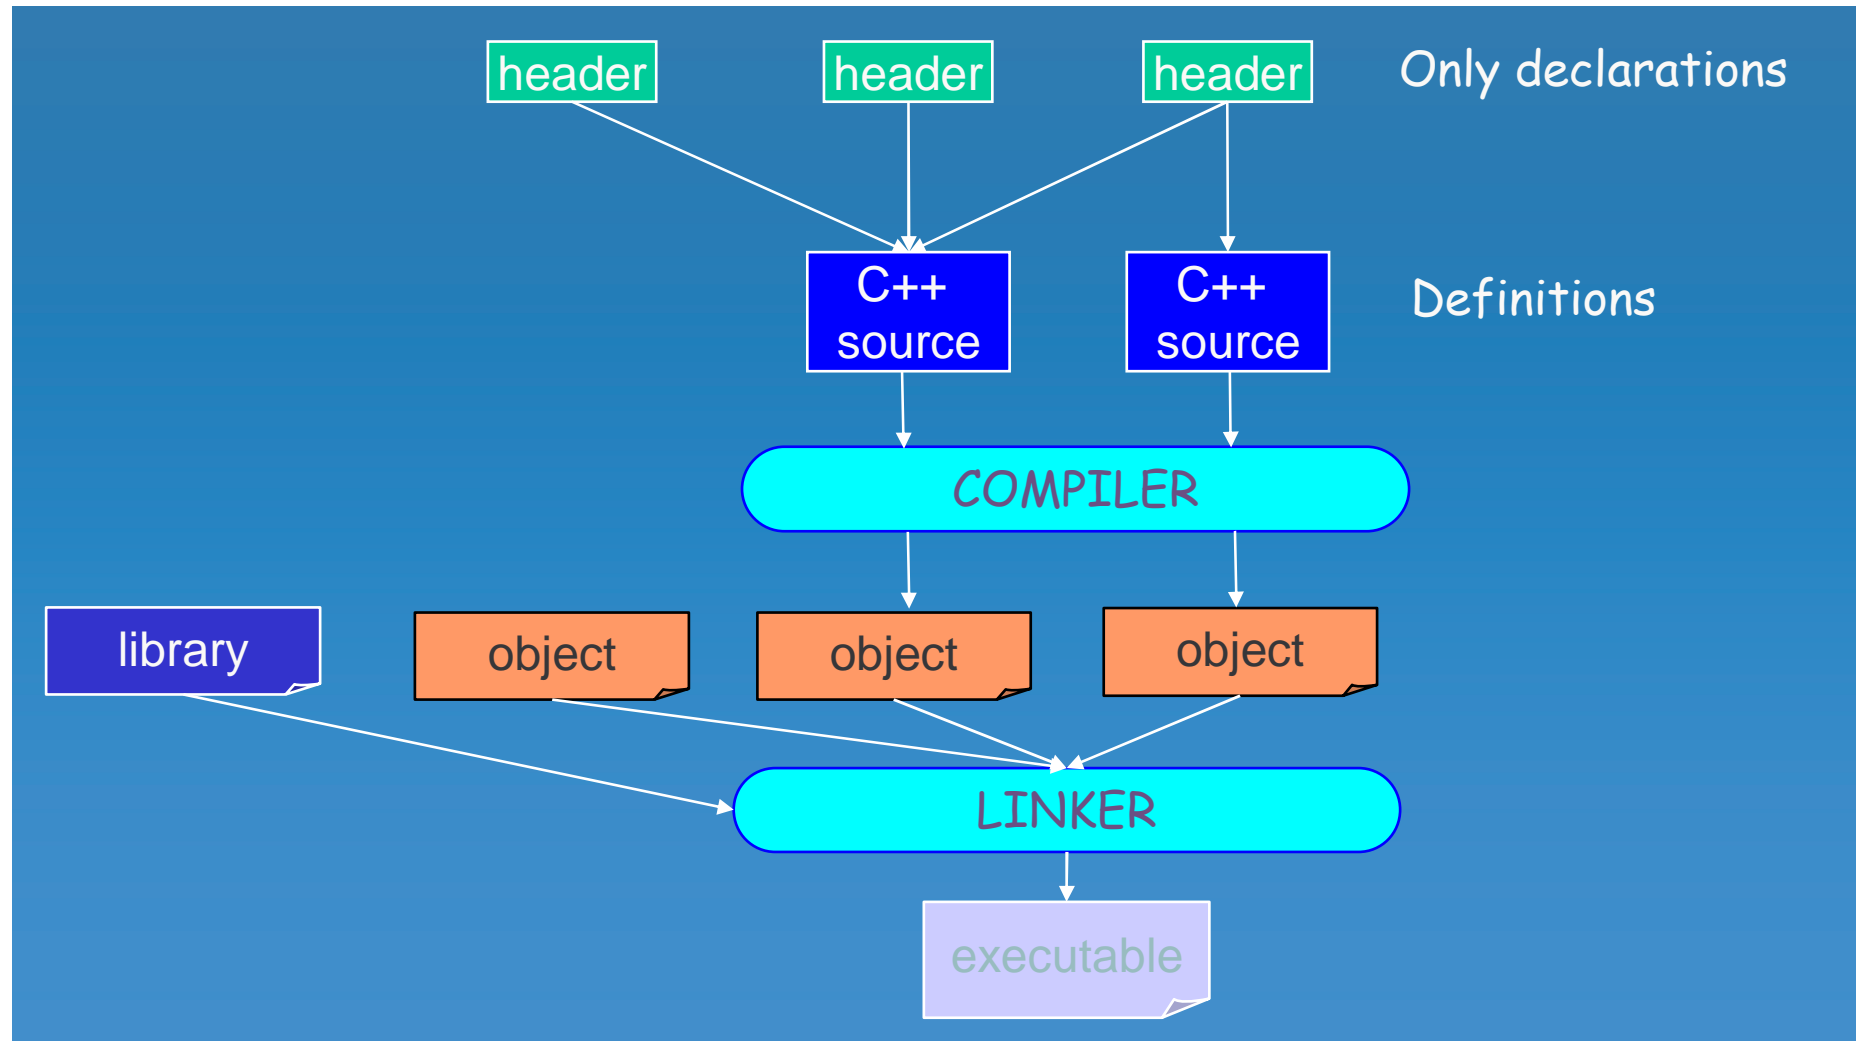 header
header
header
Only declarations
C++
source
C++
source
Definitions
COMPILER
library
object
object
object
LINKER
executable